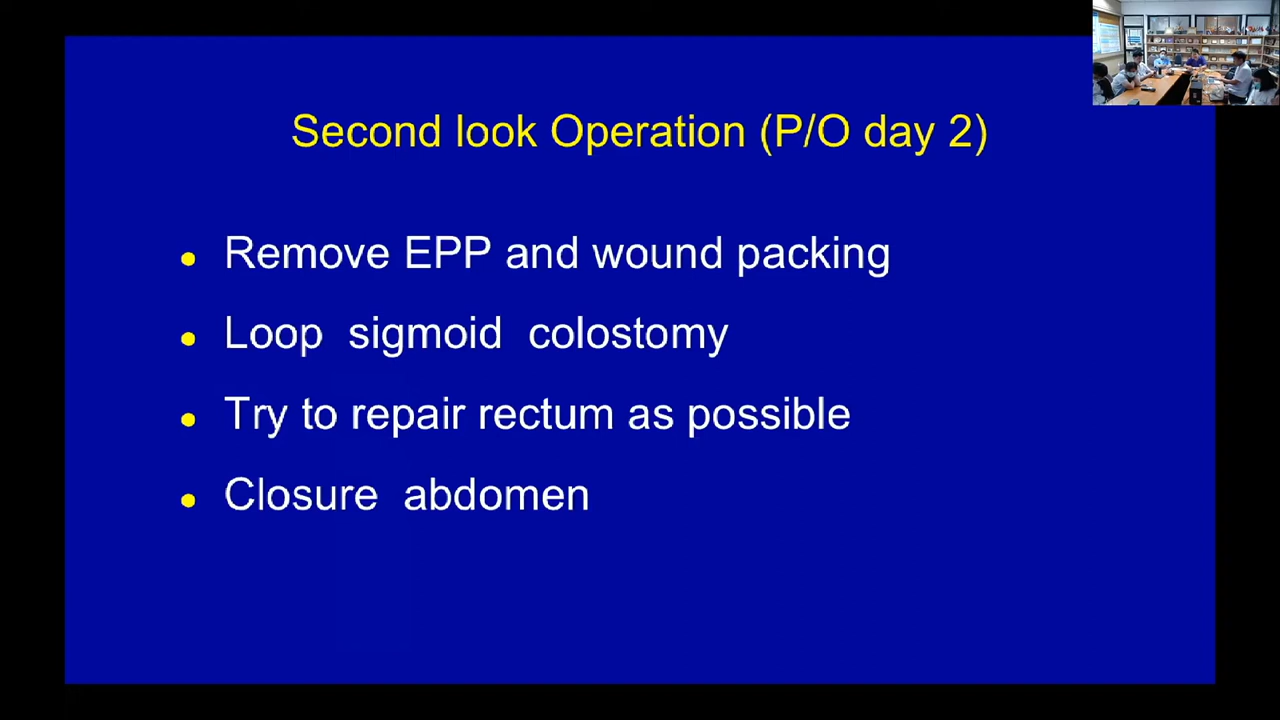 Second look Operation (P/O day 2)
Remove EPP and wound packing
Loop sigmoid colostomy
Try to repair rectum as possible
Closure abdomen